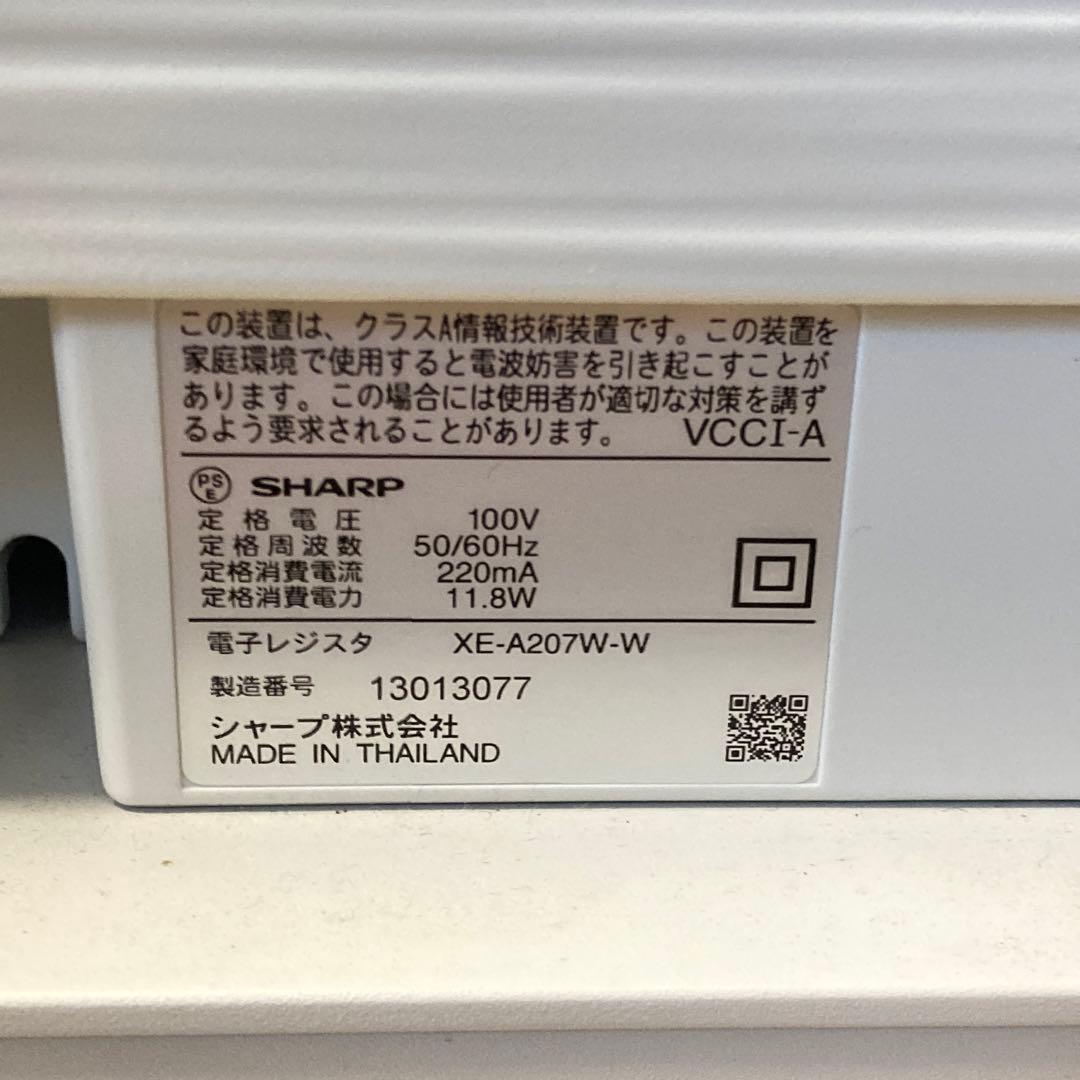 この装置は、クラスA情報技術装置です。この装置を
家庭環境で使用すると電波妨害を引き起こすことが
あります。この場合には使用者が適切な対策を講ず
るよう要求されることがあります。 VCCI-A
PSE SHARP
定格電圧 100V
定格周波数 50/60Hz
定格消費電流 220mA
定格消費電力 11.8W
電子レジスタ XE-A207W-W
製造番号 13013077
シャープ株式会社
MADE IN THAILAND